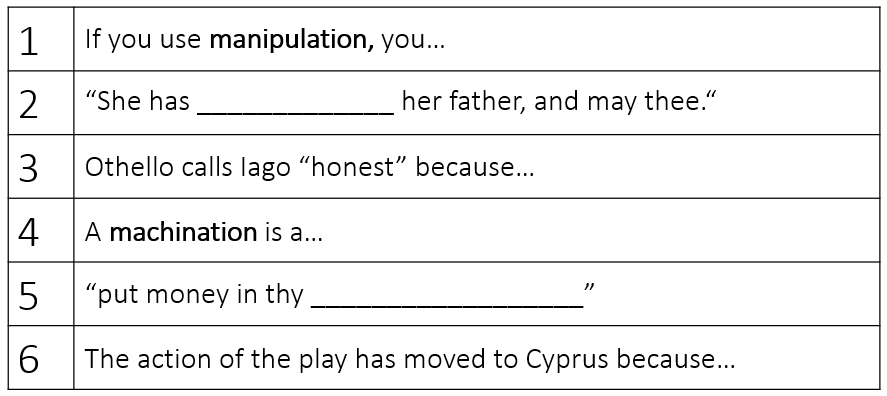 1 If you use manipulation, you...
2 “She has ______________ her father, and may thee.“
3 Othello calls Iago “honest” because...
4 A machination is a...
5 “put money in thy ___________________”
6 The action of the play has moved to Cyprus because...